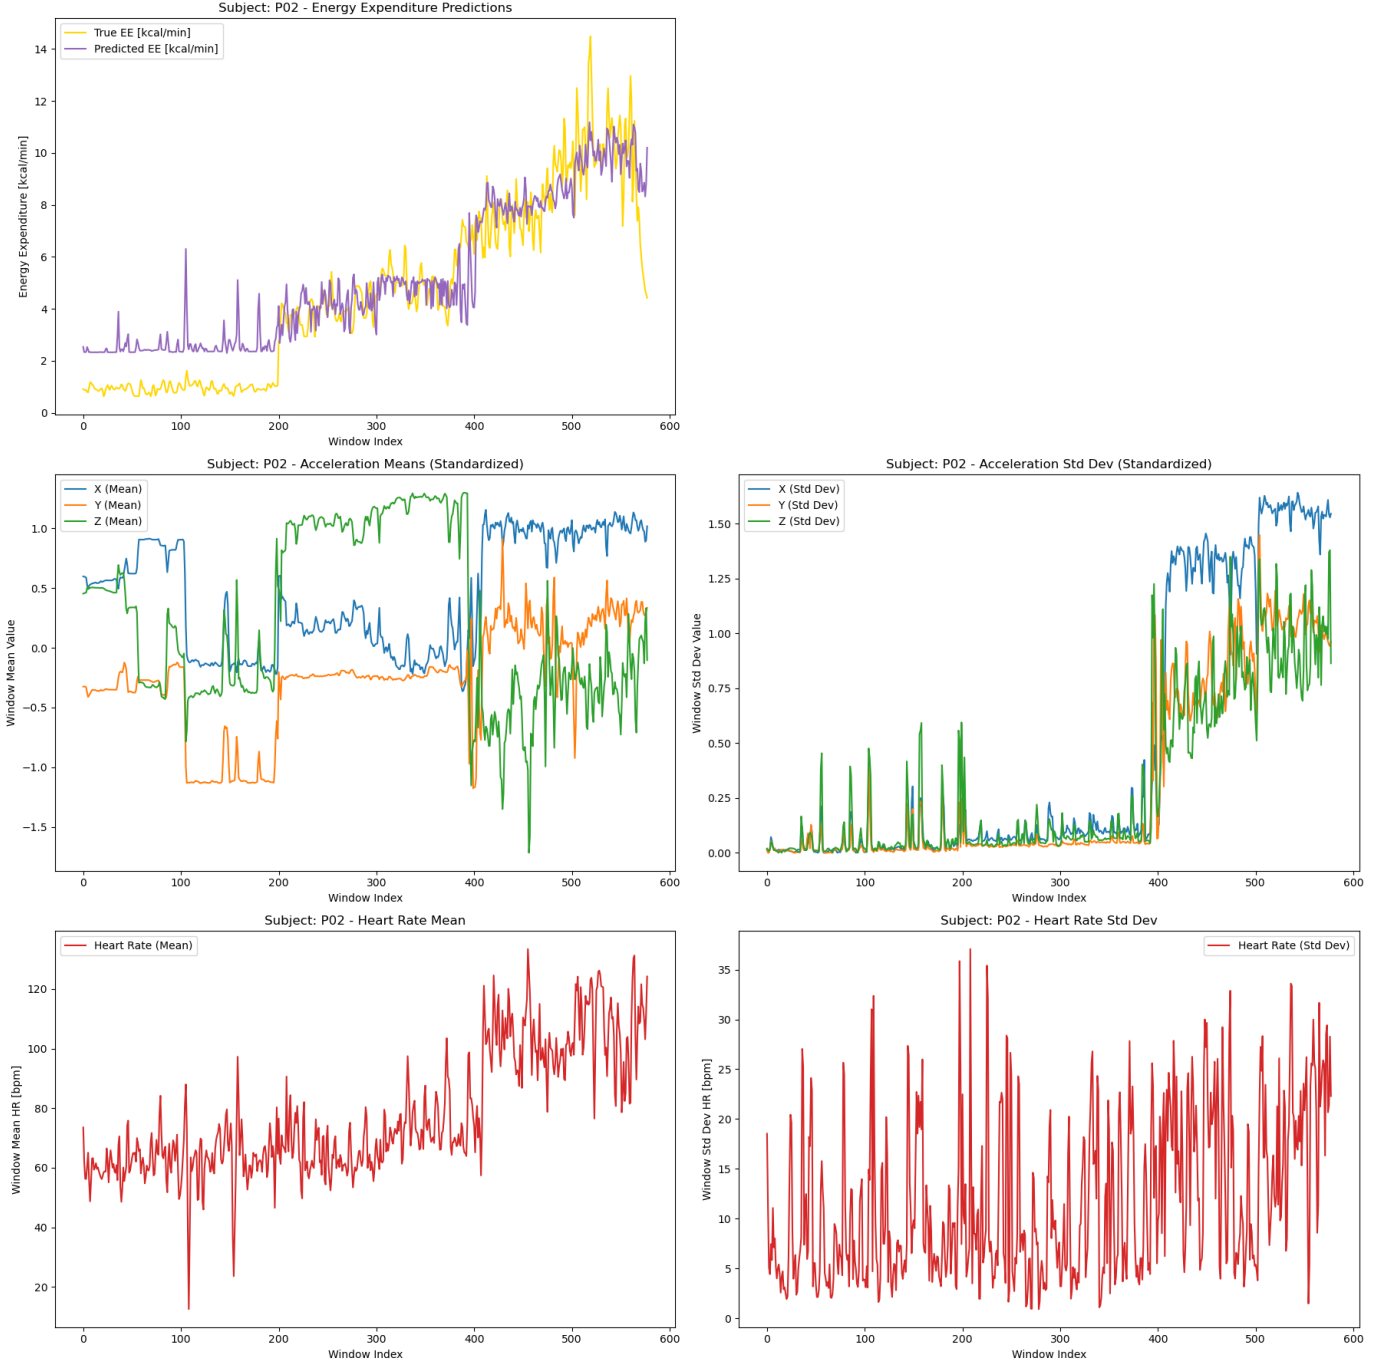 Subject: P02 - Energy Expenditure Predictions
True EE [kcal/min]
Predicted EE [kcal/min]
Energy Expenditure [kcal/min]
14
12
10
8
6
4
2
0
0 100 200 300 400 500 600
Window Index
Subject: P02 - Acceleration Means (Standardized)
X (Mean)
Y (Mean)
Z (Mean)
Window Mean Value
1.0
0.5
0.0
−0.5
−1.0
−1.5
0 100 200 300 400 500 600
Window Index
Subject: P02 - Acceleration Std Dev (Standardized)
X (Std Dev)
Y (Std Dev)
Z (Std Dev)
Window Std Dev Value
1.50
1.25
1.00
0.75
0.50
0.25
0.00
0 100 200 300 400 500 600
Window Index
Subject: P02 - Heart Rate Mean
Heart Rate (Mean)
Window Mean HR [bpm]
120
100
80
60
40
20
0 100 200 300 400 500 600
Window Index
Subject: P02 - Heart Rate Std Dev
Heart Rate (Std Dev)
Window Std Dev HR [bpm]
35
30
25
20
15
10
5
0
0 100 200 300 400 500 600
Window Index